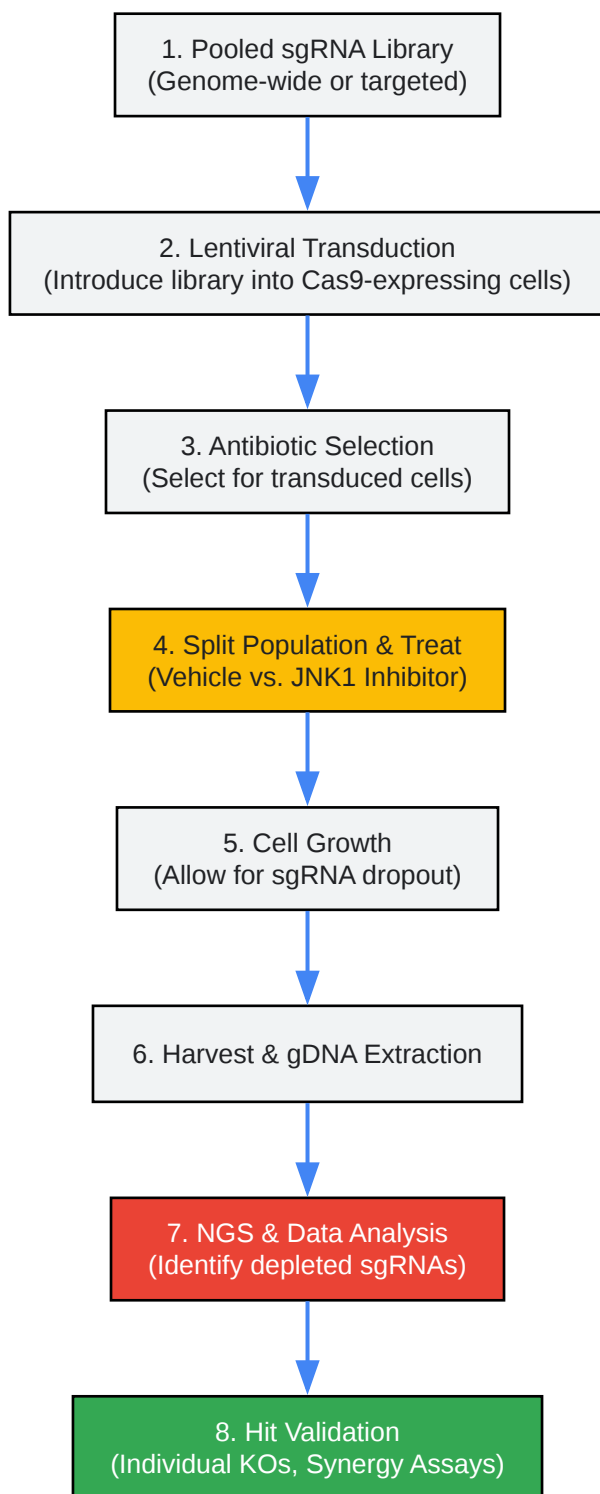 1. Pooled sgRNA Library
(Genome-wide or targeted)
2. Lentiviral Transduction
(Introduce library into Cas9-expressing cells)
3. Antibiotic Selection
(Select for transduced cells)
4. Split Population & Treat
(Vehicle vs. JNK1 Inhibitor)
5. Cell Growth
(Allow for sgRNA dropout)
6. Harvest & gDNA Extraction
7. NGS & Data Analysis
(Identify depleted sgRNAs)
8. Hit Validation
(Individual KOs, Synergy Assays)